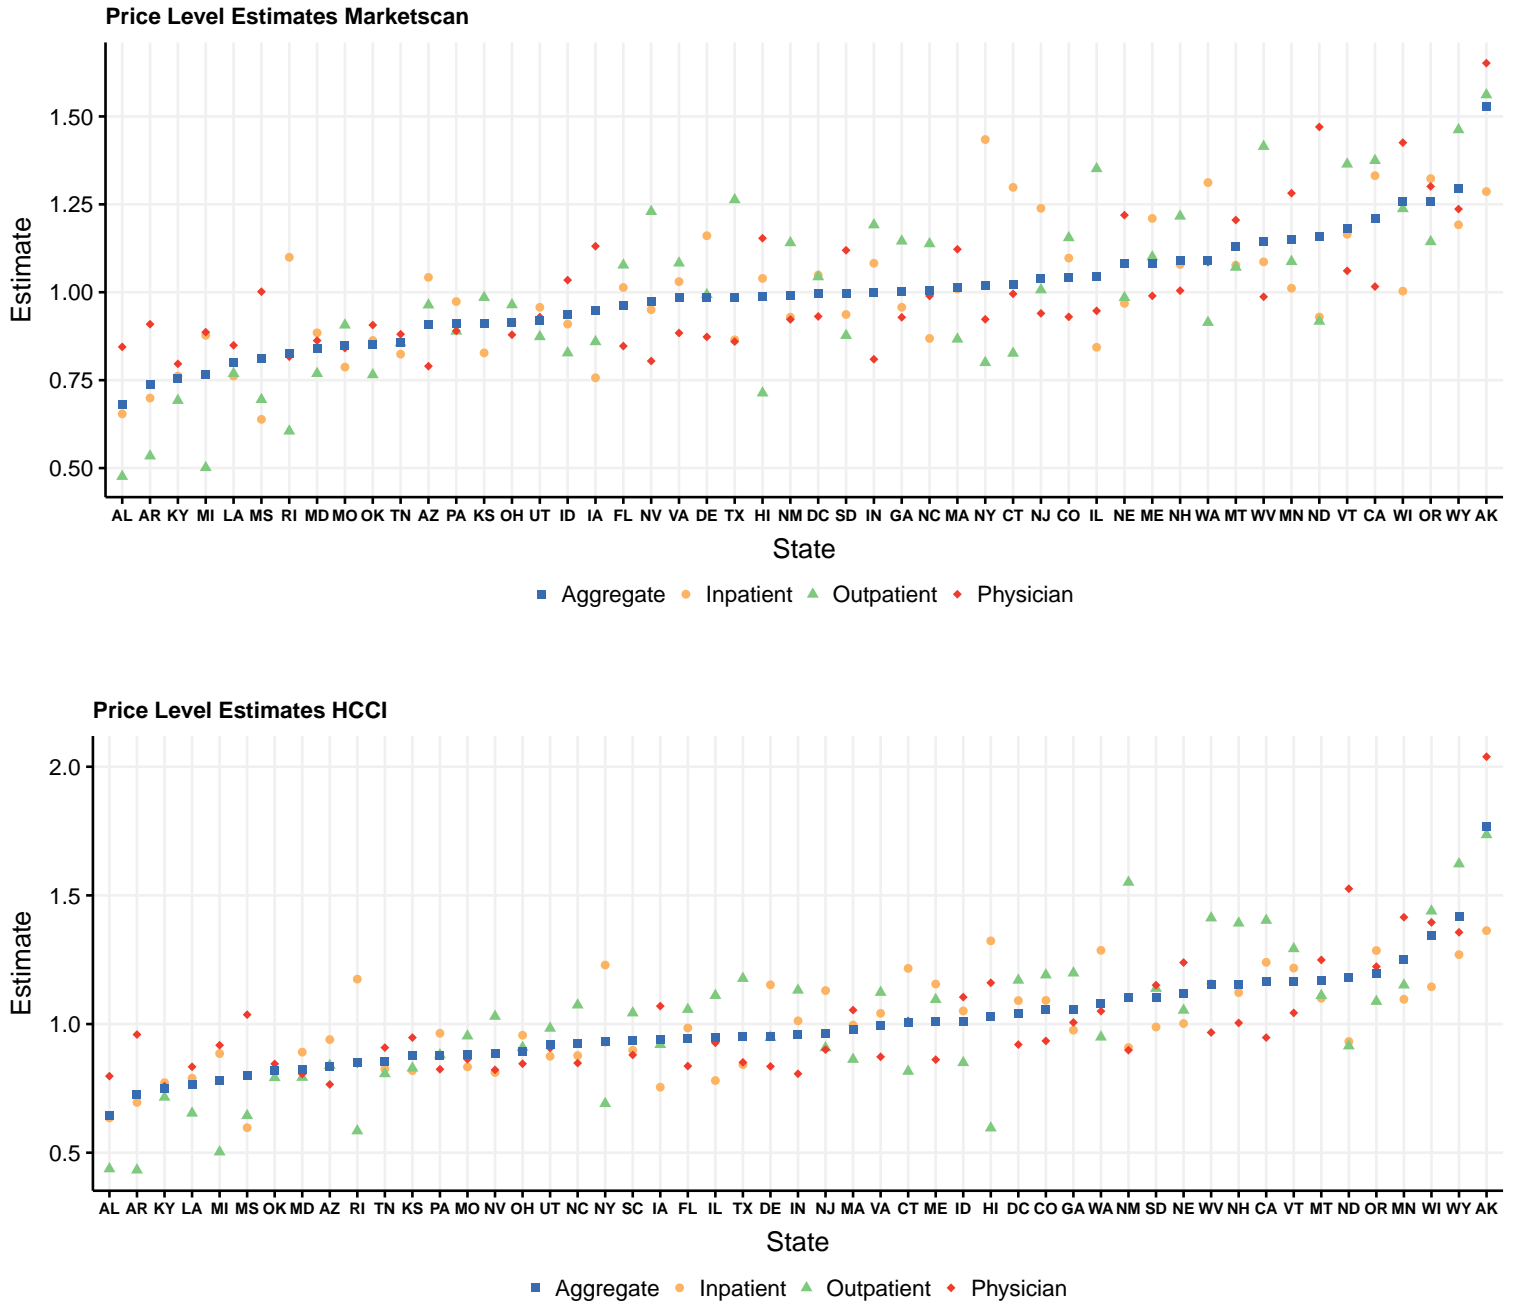 Price Level Estimates Marketscan
Estimate
1.50
1.25
1.00
0.75
0.50
AL AR KY MI LA MS RI MD MO OK TN AZ PA KS OH UT ID IA FL NV VA DE TX HI NM DC SD IN GA NC MA NY CT NJ CO IL NE ME NH WA MT WV MN ND VT CA WI OR WY AK
State
Aggregate Inpatient Outpatient Physician
Price Level Estimates HCCI
Estimate
2.0
1.5
1.0
0.5
AL AR KY LA MI MS OK MD AZ RI TN KS PA MO NV OH UT NC NY SC IA FL IL TX DE IN NJ MA VA CT ME ID HI DC CO GA WA NM SD NE WV NH CA VT MT ND OR MN WI WY AK
State
Aggregate Inpatient Outpatient Physician